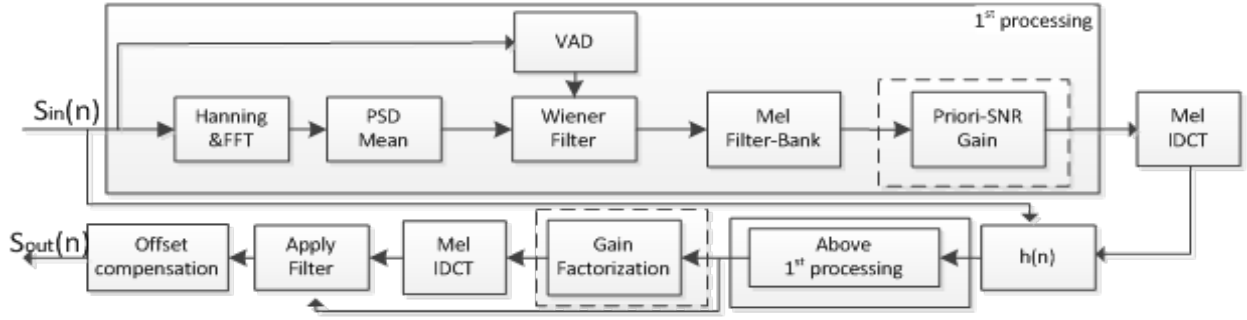 1st processing
VAD
Sin(n)
Hanning
&FFT
PSD
Mean
Wiener
Filter
Mel
Filter-Bank
Priori-SNR
Gain
Mel
IDCT
Sout(n)
Offset
compensation
Apply
Filter
Mel
IDCT
Gain
Factorization
Above
1st processing
h(n)